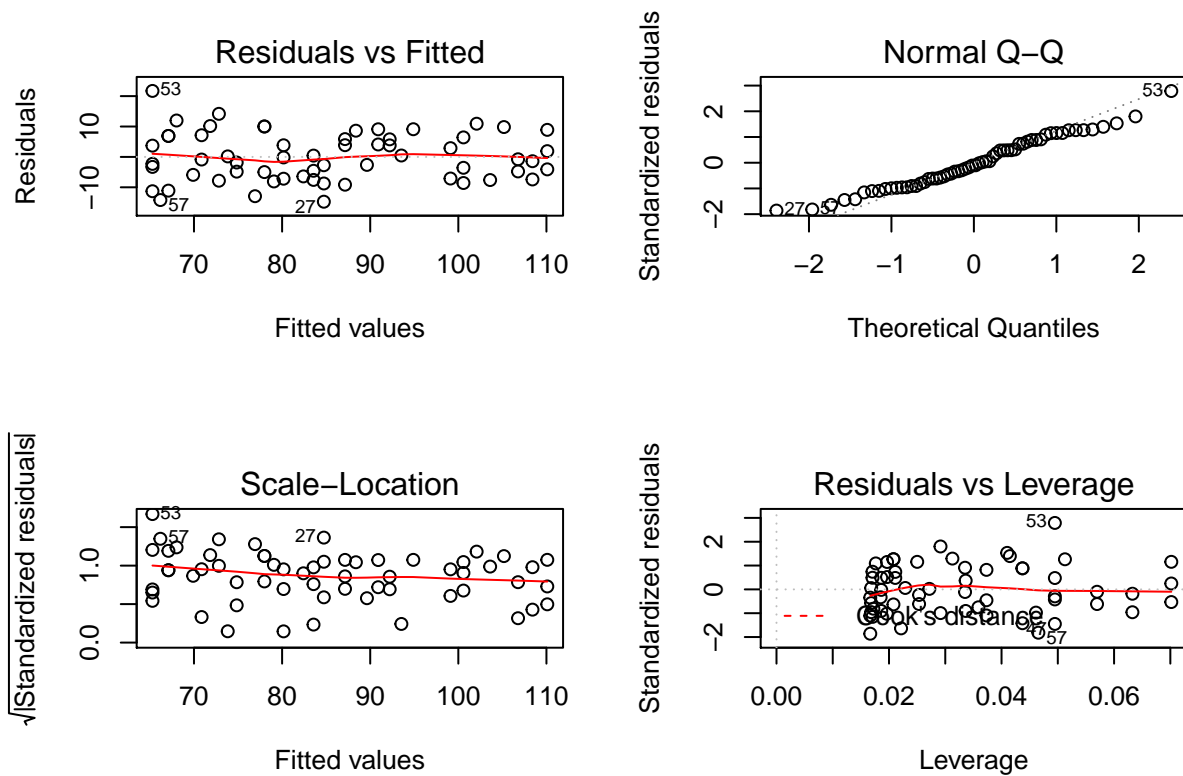 Residuals vs Fitted
Residuals
10
−10
53
57
27
70 80 90 100 110
Fitted values
Normal Q−Q
Standardized residuals
2
0
−2
53
27
−2 −1 0 1 2
Theoretical Quantiles
Scale−Location
√|Standardized residuals|
1.0
0.0
53
57
27
70 80 90 100 110
Fitted values
Residuals vs Leverage
Standardized residuals
2
0
−2
53
Cook's distance
57
0.00 0.02 0.04 0.06
Leverage